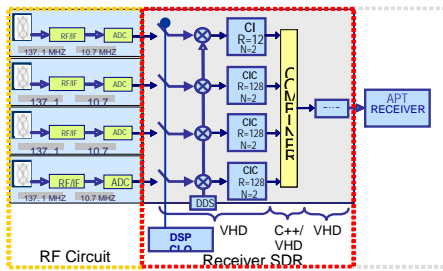 RF/IF
ADC
137. 1 MHZ
10.7 MHZ
RF/IF
ADC
137. 1
10.7
RF/IF
ADC
137. 1
10.7
RF/IF
ADC
137. 1 MHZ
10.7 MHZ
CI
R=12
N=2
CIC
R=128
N=2
CIC
R=128
N=2
CIC
R=128
N=2
COMFINER
APT
RECEIVER
DDS
DSP
CLO
VHD
C++/
VHD
VHD
RF Circuit
Receiver SDR